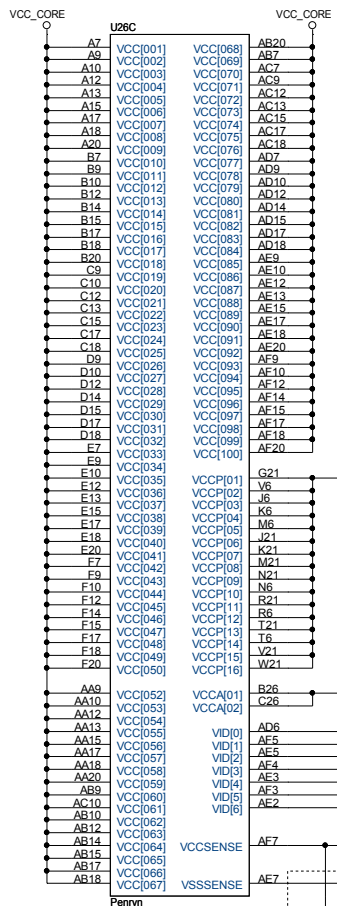 VCC_CORE VCC_CORE
U26C
A7 VCC[001] VCC[068] AB20
A9 VCC[002] VCC[069] AB7
A10 VCC[003] VCC[070] AC7
A12 VCC[004] VCC[071] AC9
A13 VCC[005] VCC[072] AC12
A15 VCC[006] VCC[073] AC13
A17 VCC[007] VCC[074] AC15
A18 VCC[008] VCC[075] AC17
A20 VCC[009] VCC[076] AC18
B7 VCC[010] VCC[077] AD7
B9 VCC[011] VCC[078] AD9
B10 VCC[012] VCC[079] AD10
B12 VCC[013] VCC[080] AD12
B14 VCC[014] VCC[081] AD14
B15 VCC[015] VCC[082] AD15
B17 VCC[016] VCC[083] AD17
B18 VCC[017] VCC[084] AD18
B20 VCC[018] VCC[085] AE9
C9 VCC[019] VCC[086] AE10
C10 VCC[020] VCC[087] AE12
C12 VCC[021] VCC[088] AE13
C13 VCC[022] VCC[089] AE15
C15 VCC[023] VCC[090] AE17
C17 VCC[024] VCC[091] AE18
C18 VCC[025] VCC[092] AE20
D9 VCC[026] VCC[093] AF9
D10 VCC[027] VCC[094] AF10
D12 VCC[028] VCC[095] AF12
D14 VCC[029] VCC[096] AF14
D15 VCC[030] VCC[097] AF15
D17 VCC[031] VCC[098] AF17
D18 VCC[032] VCC[099] AF18
E7 VCC[033] VCC[100] AF20
E9 VCC[034]
E10 VCC[035] VCCP[01] G21
E12 VCC[036] VCCP[02] V6
E13 VCC[037] VCCP[03] J6
E15 VCC[038] VCCP[04] K6
E17 VCC[039] VCCP[05] M6
E18 VCC[040] VCCP[06] J21
E20 VCC[041] VCCP[07] K21
F7 VCC[042] VCCP[08] M21
F9 VCC[043] VCCP[09] N21
F10 VCC[044] VCCP[10] N6
F12 VCC[045] VCCP[11] R21
F14 VCC[046] VCCP[12] R6
F15 VCC[047] VCCP[13] T21
F17 VCC[048] VCCP[14] T6
F18 VCC[049] VCCP[15] V21
F20 VCC[050] VCCP[16] W21
AA9 VCC[052] VCCA[01] B26
AA10 VCC[053] VCCA[02] C26
AA12 VCC[054]
AA13 VCC[055] VID[0] AD6
AA15 VCC[056] VID[1] AF5
AA17 VCC[057] VID[2] AE5
AA18 VCC[058] VID[3] AF4
AA20 VCC[059] VID[4] AE3
AB9 VCC[060] VID[5] AF3
AC10 VCC[061] VID[6] AE2
AB10 VCC[062]
AB12 VCC[063]
AB14 VCC[064] VCCSENSE AF7
AB15 VCC[065]
AB17 VCC[066]
AB18 VCC[067] VSSSENSE AE7
Penryn